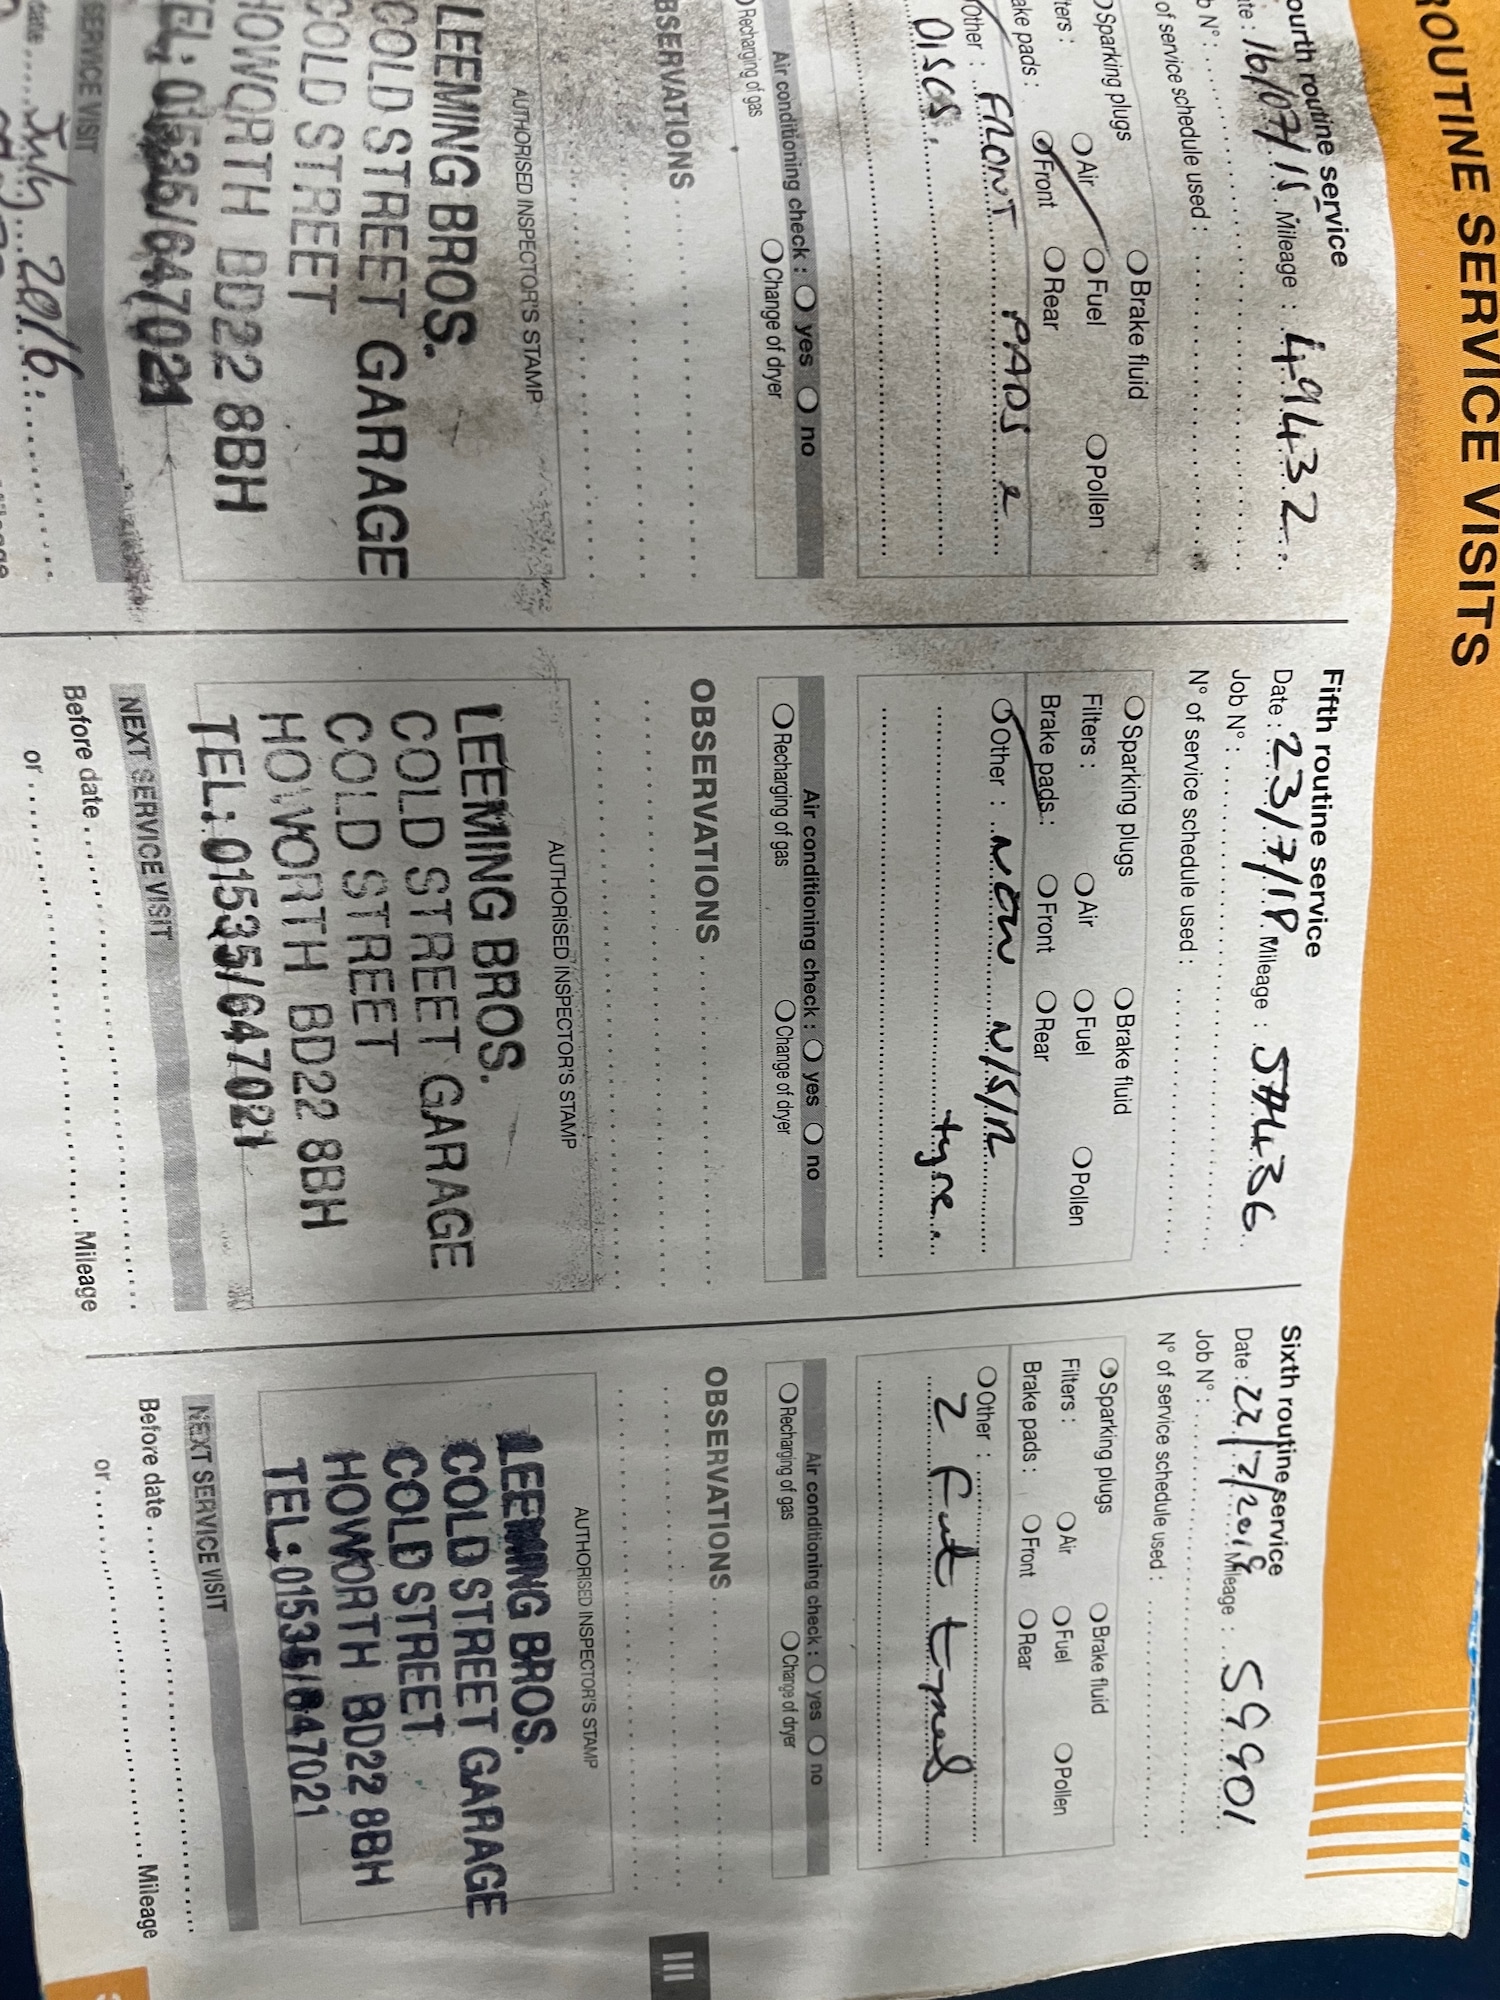 ROUTINE SERVICE VISITS
ourth routine service
te : 16/07/15 Mileage : 49432
b N° :
of service schedule used :
Sparking plugs Brake fluid
ters : Air Fuel Pollen
ake pads : Front Rear
Other : FRONT PADS &
DISCS.
Air conditioning check : yes no
Recharging of gas Change of dryer
BSERVATIONS
AUTHORISED INSPECTOR'S STAMP
LEEMING BROS.
COLD STREET GARAGE
COLD STREET
HOWORTH BD22 8BH
TEL: 01535/647021
SERVICE VISIT
date July 2016
Fifth routine service
Date : 23/7/18 Mileage :
Job N° :
N° of service schedule used :
Sparking plugs Brake fluid
Filters : Air Fuel Pollen
Brake pads : Front Rear
Other : NEW N/S/R
tyre
Air conditioning check : yes no
Recharging of gas Change of dryer
OBSERVATIONS
AUTHORISED INSPECTOR'S STAMP
LEEMING BROS.
COLD STREET GARAGE
COLD STREET
HOWORTH BD22 8BH
TEL: 01535/647021
NEXT SERVICE VISIT
Before date
or Mileage
Sixth routine service
Date : 22/7/2018 Mileage : 59901
Job N° :
N° of service schedule used :
Sparking plugs Brake fluid
Filters : Air Fuel Pollen
Brake pads : Front Rear
Other :
2
Air conditioning check : yes no
Recharging of gas Change of dryer
OBSERVATIONS
AUTHORISED INSPECTOR'S STAMP
LEEMING BROS.
COLD STREET GARAGE
COLD STREET
HOWORTH BD22 8BH
TEL: 01535/647021
NEXT SERVICE VISIT
Before date
or Mileage
III